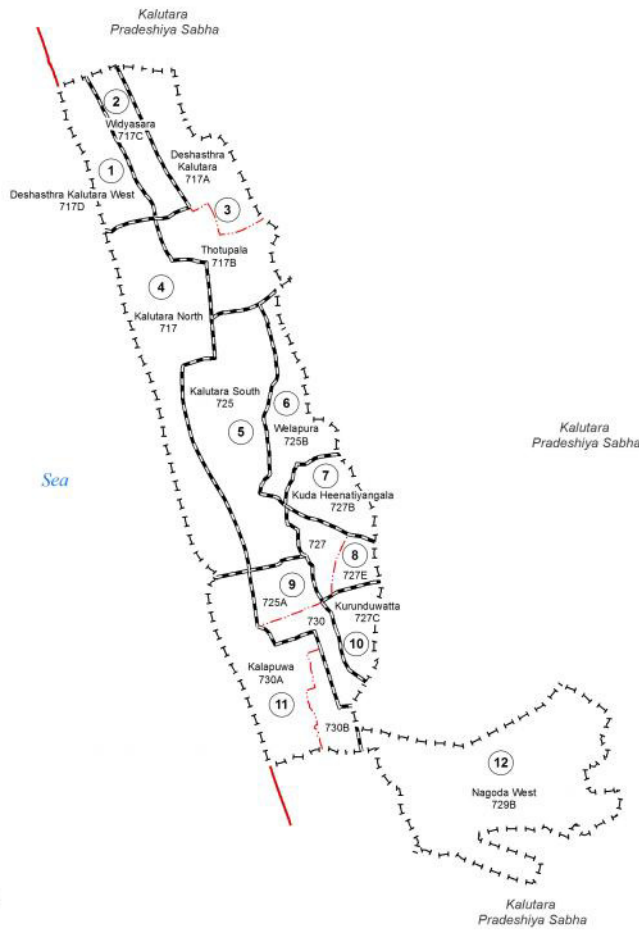 Kalutara
Pradeshiya Sabha
2
Widyasara
717C
Deshasthra
Kalutara
717A
1
Deshasthra Kalutara West
717D
3
Thotupala
717B
4
Kalutara North
717
Kalutara South
725
6
5
Welapura
725B
Kalutara
Pradeshiya Sabha
Sea
7
Kuda Heenatiyangala
727B
727
8
727E
9
725A
Kurunduwatta
727C
730
10
Kalapuwa
730A
11
730B
12
Nagoda West
729B
Kalutara
Pradeshiya Sabha